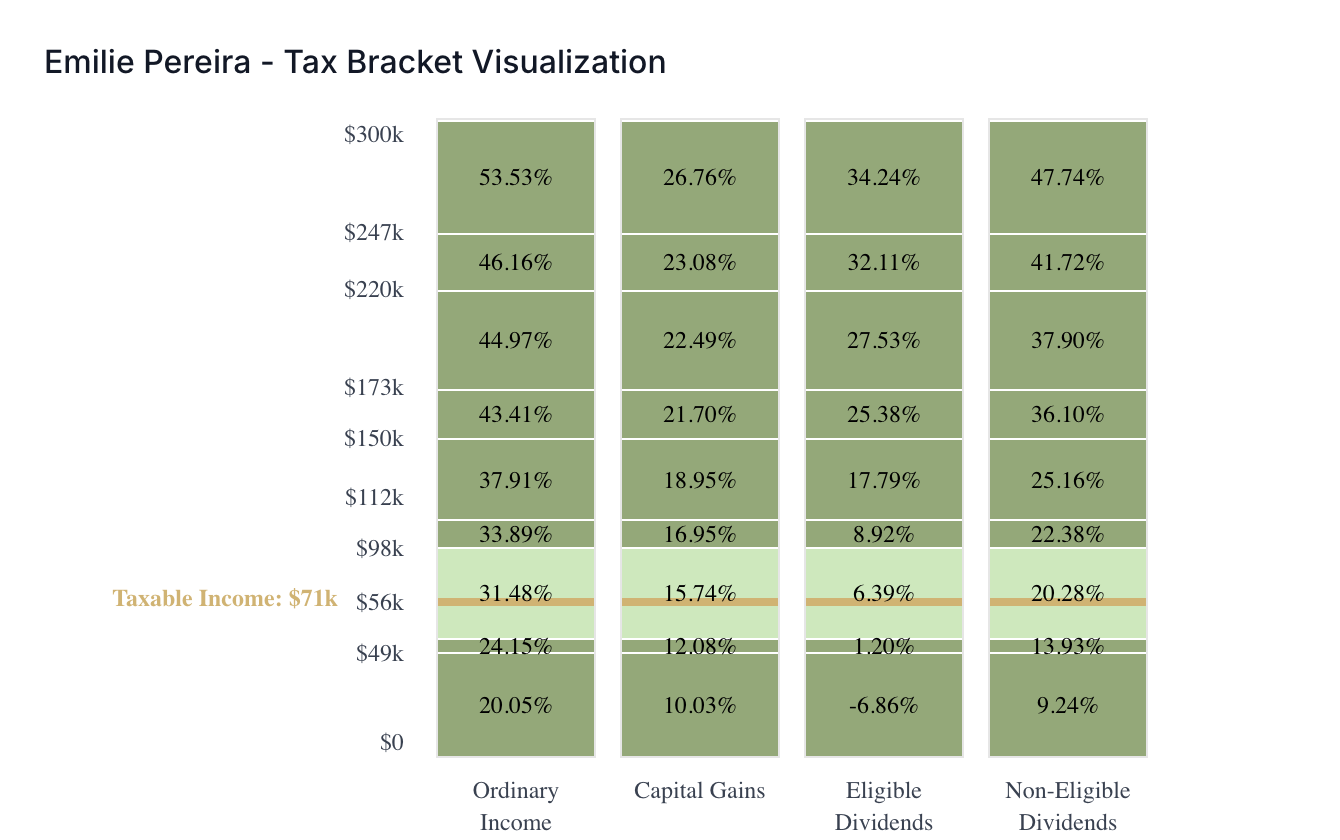 Emilie Pereira - Tax Bracket Visualization
$300k
53.53% 26.76% 34.24% 47.74%
$247k
46.16% 23.08% 32.11% 41.72%
$220k
44.97% 22.49% 27.53% 37.90%
$173k
43.41% 21.70% 25.38% 36.10%
$150k
37.91% 18.95% 17.79% 25.16%
$112k
33.89% 16.95% 8.92% 22.38%
$98k
31.48% 15.74% 6.39% 20.28%
Taxable Income: $71k $56k
24.15% 12.08% 1.20% 13.93%
$49k
20.05% 10.03% -6.86% 9.24%
$0
Ordinary Capital Gains Eligible Non-Eligible
Income Dividends Dividends